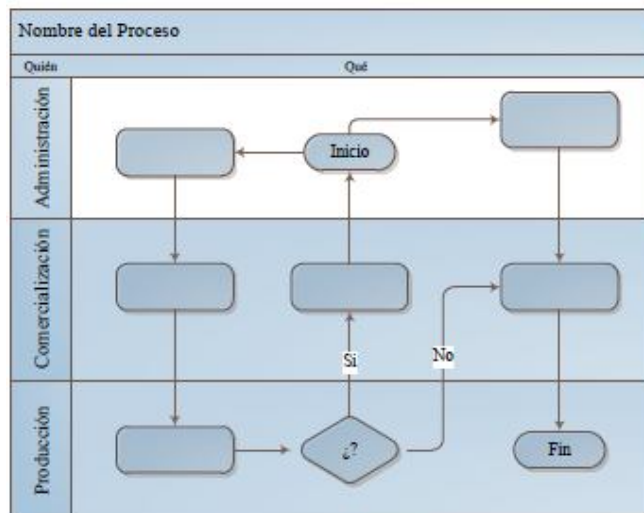 Nombre del Proceso
Quién
Qué
Administración
Inicio
Comercialización
Si
No
Producción
¿?
Fin